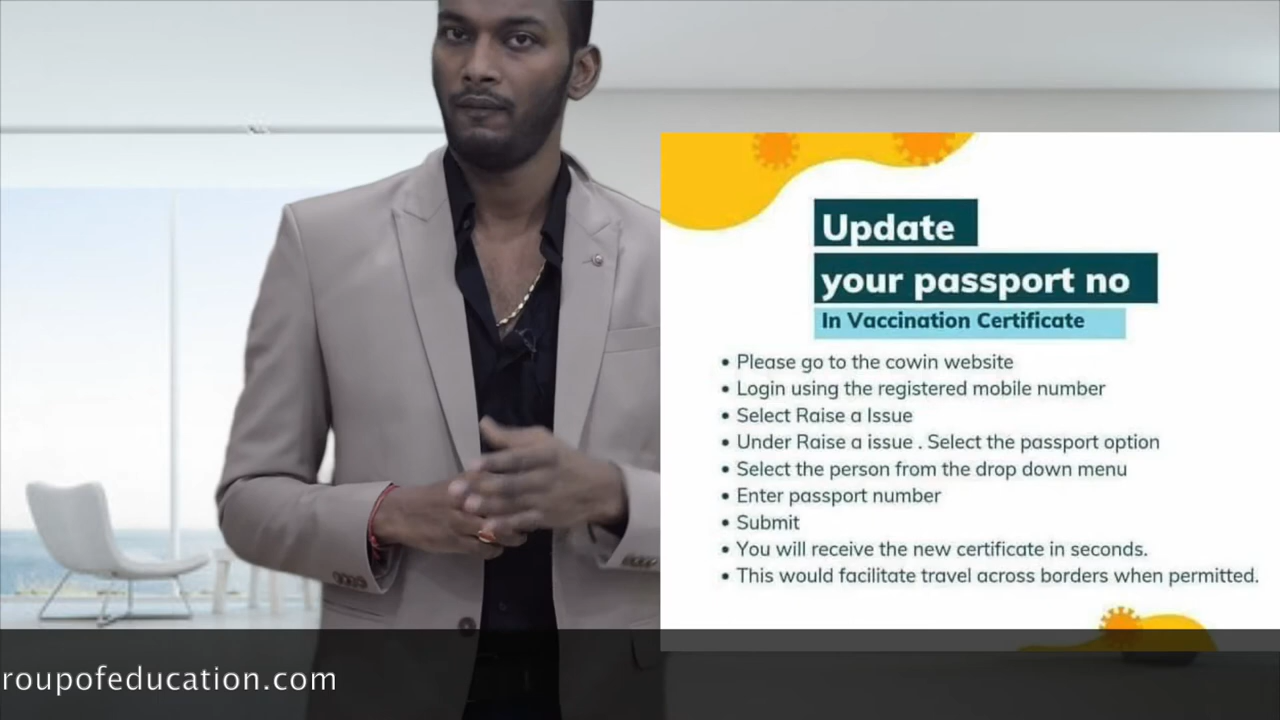 Update
your passport no
In Vaccination Certificate
• Please go to the cowin website
• Login using the registered mobile number
• Select Raise a Issue
• Under Raise a issue . Select the passport option
• Select the person from the drop down menu
• Enter passport number
• Submit
• You will receive the new certificate in seconds.
• This would facilitate travel across borders when permitted.
roupofeducation.com